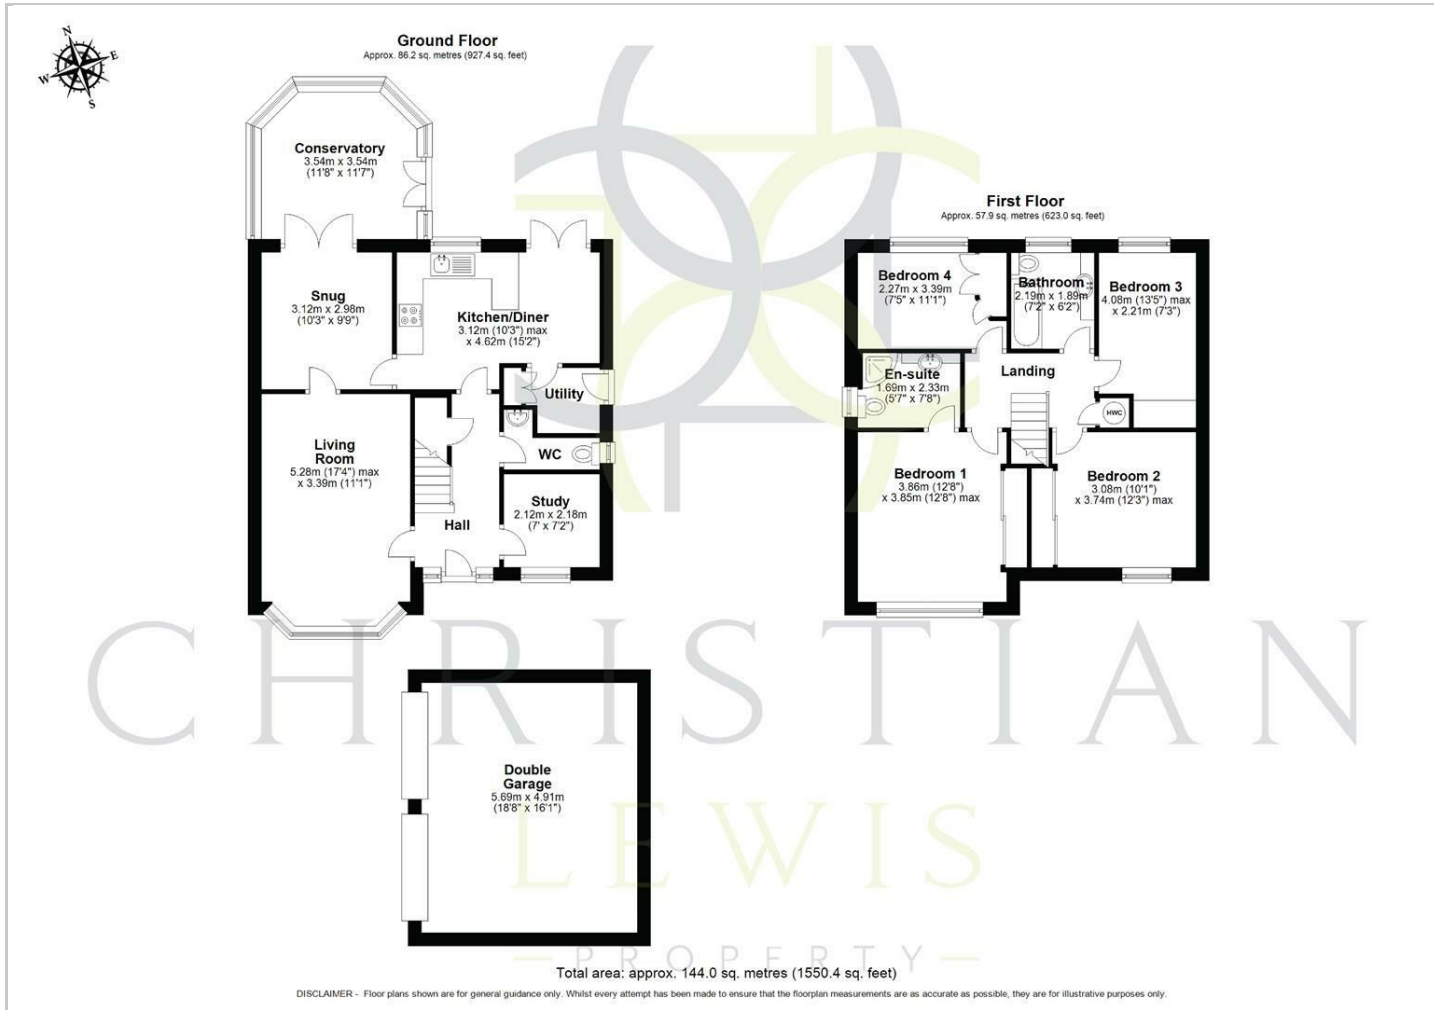 N
E
W
S
Ground Floor
Approx. 86.2 sq. metres (927.4 sq. feet)
Conservatory
3.54m x 3.54m
(11'8" x 11'7")
Snug
3.12m x 2.98m
(10'3" x 9'9")
Kitchen/Diner
3.12m (10'3") max
x 4.62m (15'2")
Utility
Living
Room
5.28m (17'4") max
x 3.39m (11'1")
WC
Study
2.12m x 2.18m
(7' x 7'2")
Hall
First Floor
Approx. 57.9 sq. metres (623.0 sq. feet)
Bedroom 4
2.27m x 3.39m
(7'5" x 11'1")
Bathroom
2.19m x 1.89m
(7'2" x 6'2")
Bedroom 3
4.08m (13'5") max
x 2.21m (7'3")
En-suite
1.69m x 2.33m
(5'7" x 7'8")
Landing
HWC
Bedroom 1
3.86m (12'8")
x 3.85m (12'8") max
Bedroom 2
3.08m (10'1")
x 3.74m (12'3") max
CHRISTIAN
Double
Garage
5.69m x 4.91m
(18'8" x 16'1")
LEWIS
PROPERTY
Total area: approx. 144.0 sq. metres (1550.4 sq. feet)
DISCLAIMER - Floor plans shown are for general guidance only. Whilst every attempt has been made to ensure that the floorplan measurements are as accurate as possible, they are for illustrative purposes only.